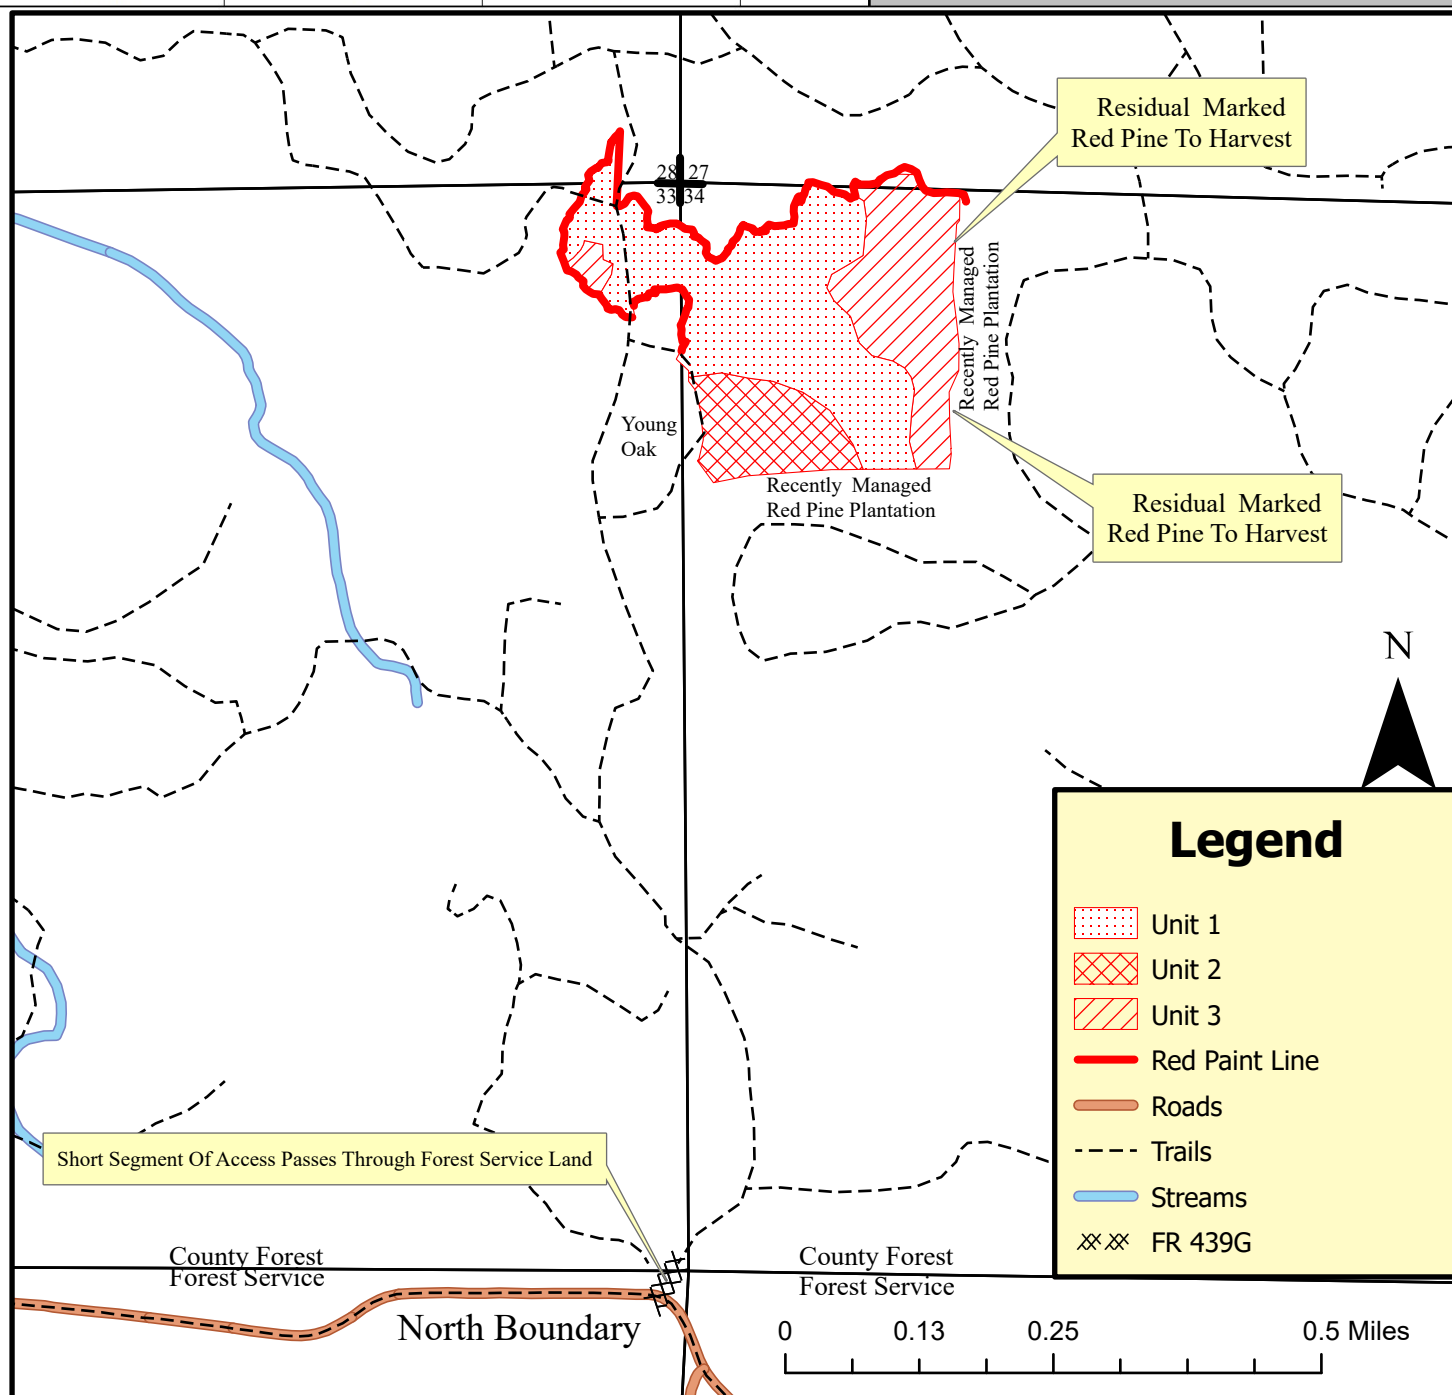 Residual Marked
Red Pine To Harvest
28 27
33 34
Recently Managed
Red Pine Plantation
Young
Oak
Recently Managed
Red Pine Plantation
Residual Marked
Red Pine To Harvest
N
Legend
Unit 1
Unit 2
Unit 3
Red Paint Line
Roads
Trails
Streams
FR 439G
Short Segment Of Access Passes Through Forest Service Land
County Forest
Forest Service
County Forest
Forest Service
North Boundary
0 0.13 0.25 0.5 Miles